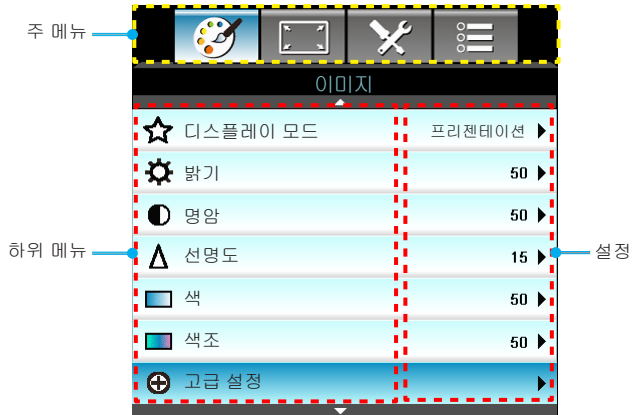 주 메뉴
이미지
디스플레이 모드 프리젠테이션
밝기 50
명암 50
하위 메뉴
선명도 15
설정
색 50
색조 50
고급 설정